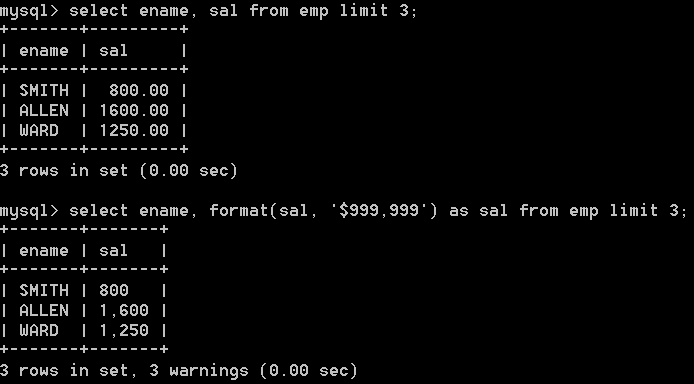 mysql> select ename, sal from emp limit 3;
+-------+---------+
| ename | sal     |
+-------+---------+
| SMITH |  800.00 |
| ALLEN | 1600.00 |
| WARD  | 1250.00 |
+-------+---------+
3 rows in set (0.00 sec)
mysql> select ename, format(sal, '$999,999') as sal from emp limit 3;
+-------+-------+
| ename | sal   |
+-------+-------+
| SMITH | 800   |
| ALLEN | 1,600 |
| WARD  | 1,250 |
+-------+-------+
3 rows in set, 3 warnings (0.00 sec)